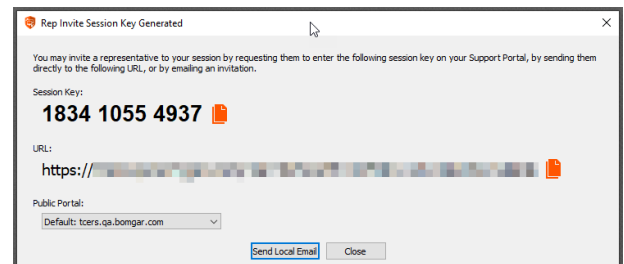 Rep Invite Session Key Generated
You may invite a representative to your session by requesting them to enter the following session key on your Support Portal, by sending them
directly to the following URL, or by emailing an invitation.
Session Key:
1834 1055 4937
URL:
https://
Public Portal:
Default: tcers.qa.bomgar.com
Send Local Email Close